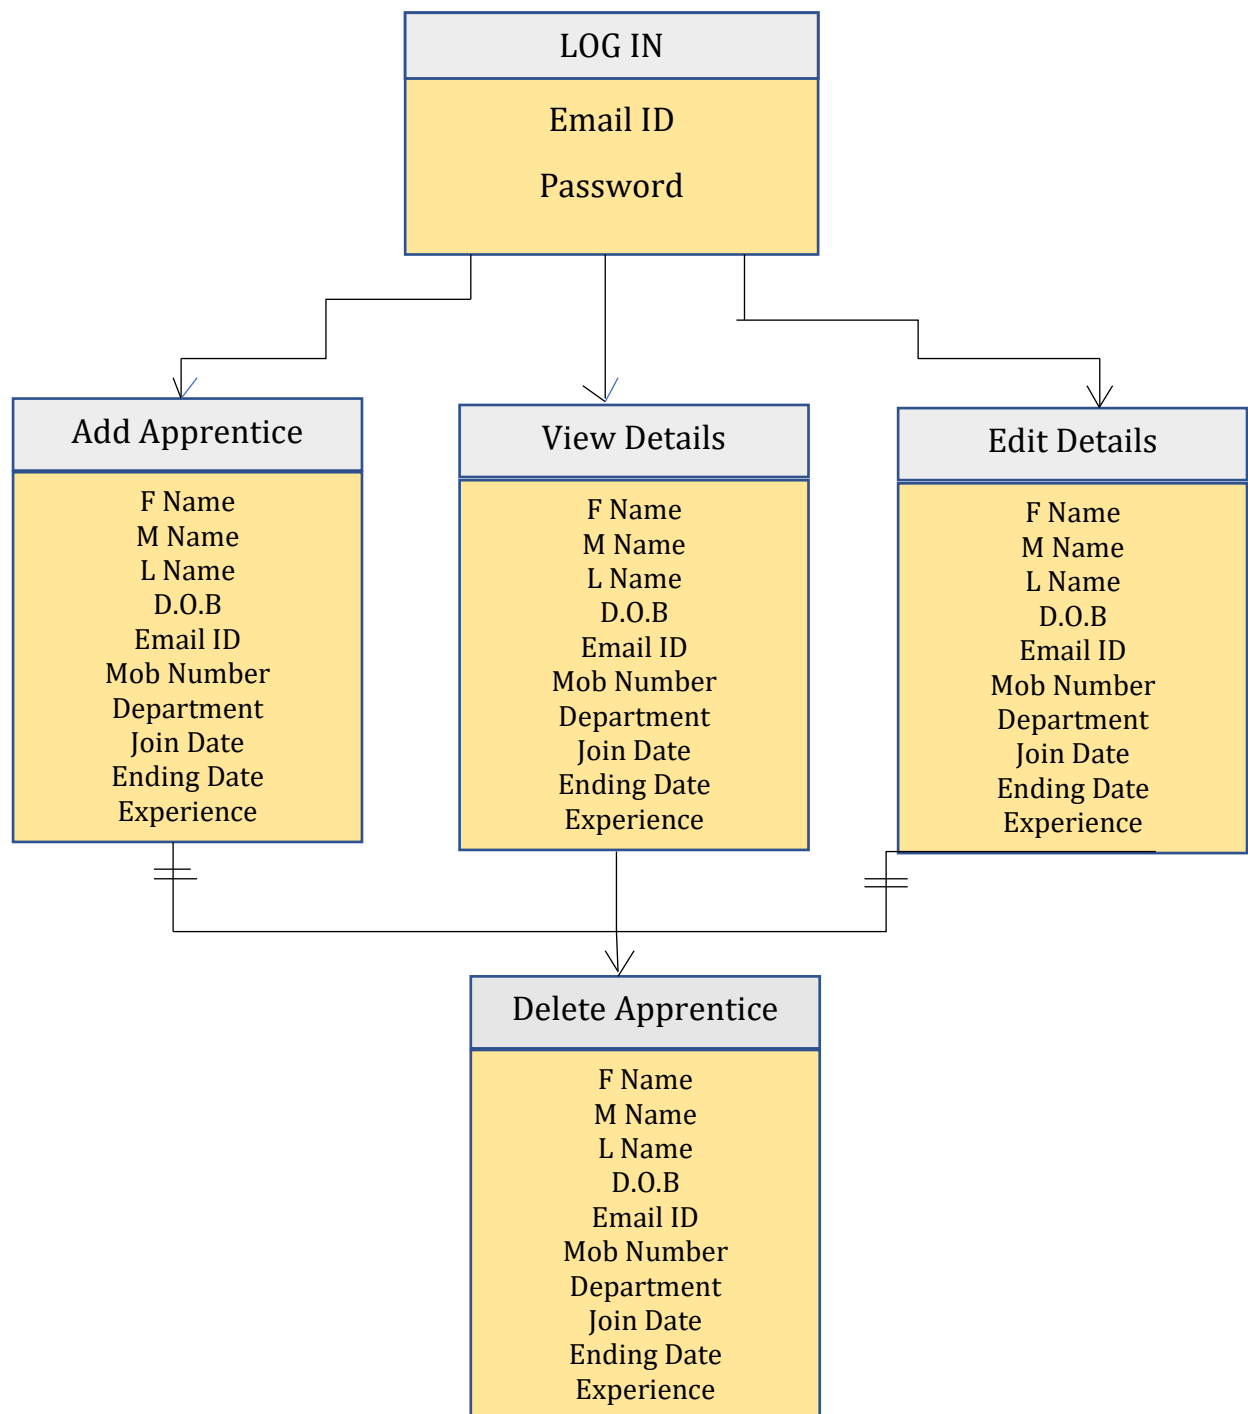 LOG IN
Email ID
Password
Add Apprentice
F Name
M Name
L Name
D.O.B
Email ID
Mob Number
Department
Join Date
Ending Date
Experience
View Details
F Name
M Name
L Name
D.O.B
Email ID
Mob Number
Department
Join Date
Ending Date
Experience
Edit Details
F Name
M Name
L Name
D.O.B
Email ID
Mob Number
Department
Join Date
Ending Date
Experience
Delete Apprentice
F Name
M Name
L Name
D.O.B
Email ID
Mob Number
Department
Join Date
Ending Date
Experience